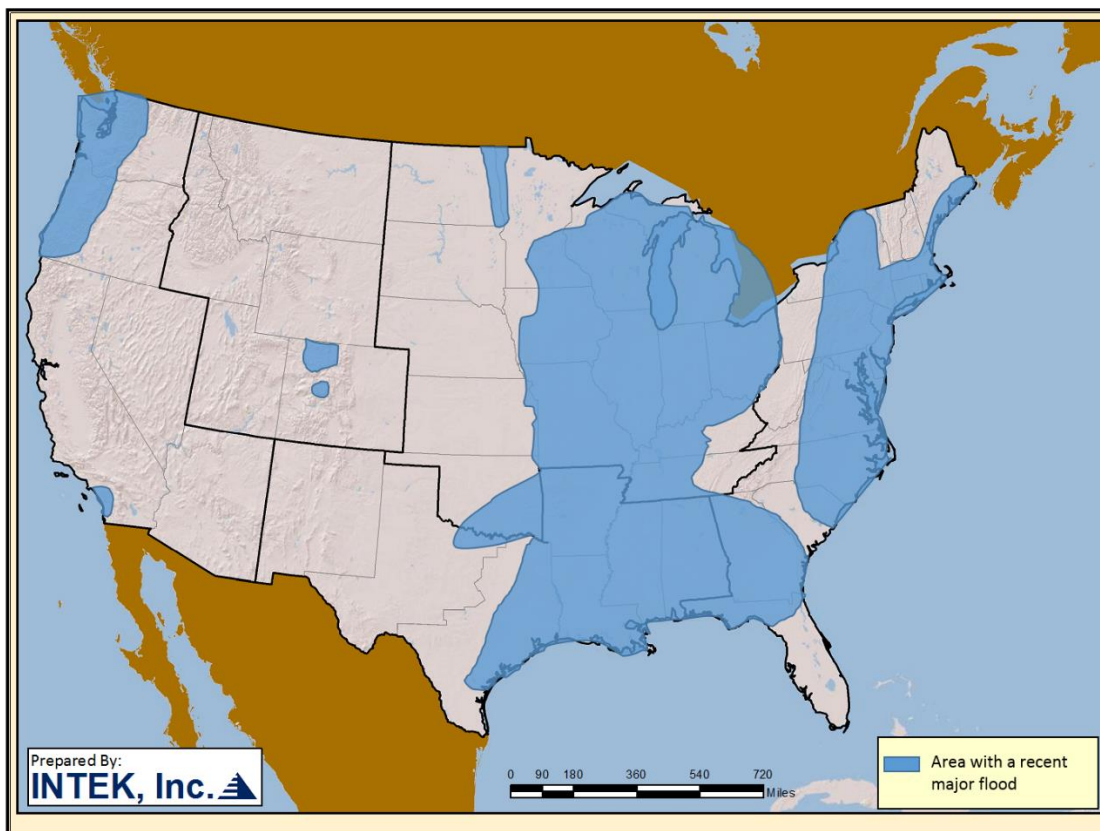 Prepared By:
INTEK, Inc.
0 90 180 360 540 720
Miles
Area with a recent
major flood